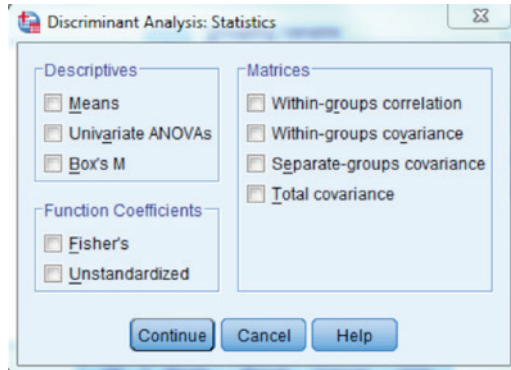 Discriminant Analysis: Statistics
Descriptives
Means
Univariate ANOVAs
Box's M
Function Coefficients
Fisher's
Unstandardized
Matrices
Within-groups correlation
Within-groups covariance
Separate-groups covariance
Total covariance
Continue
Cancel
Help